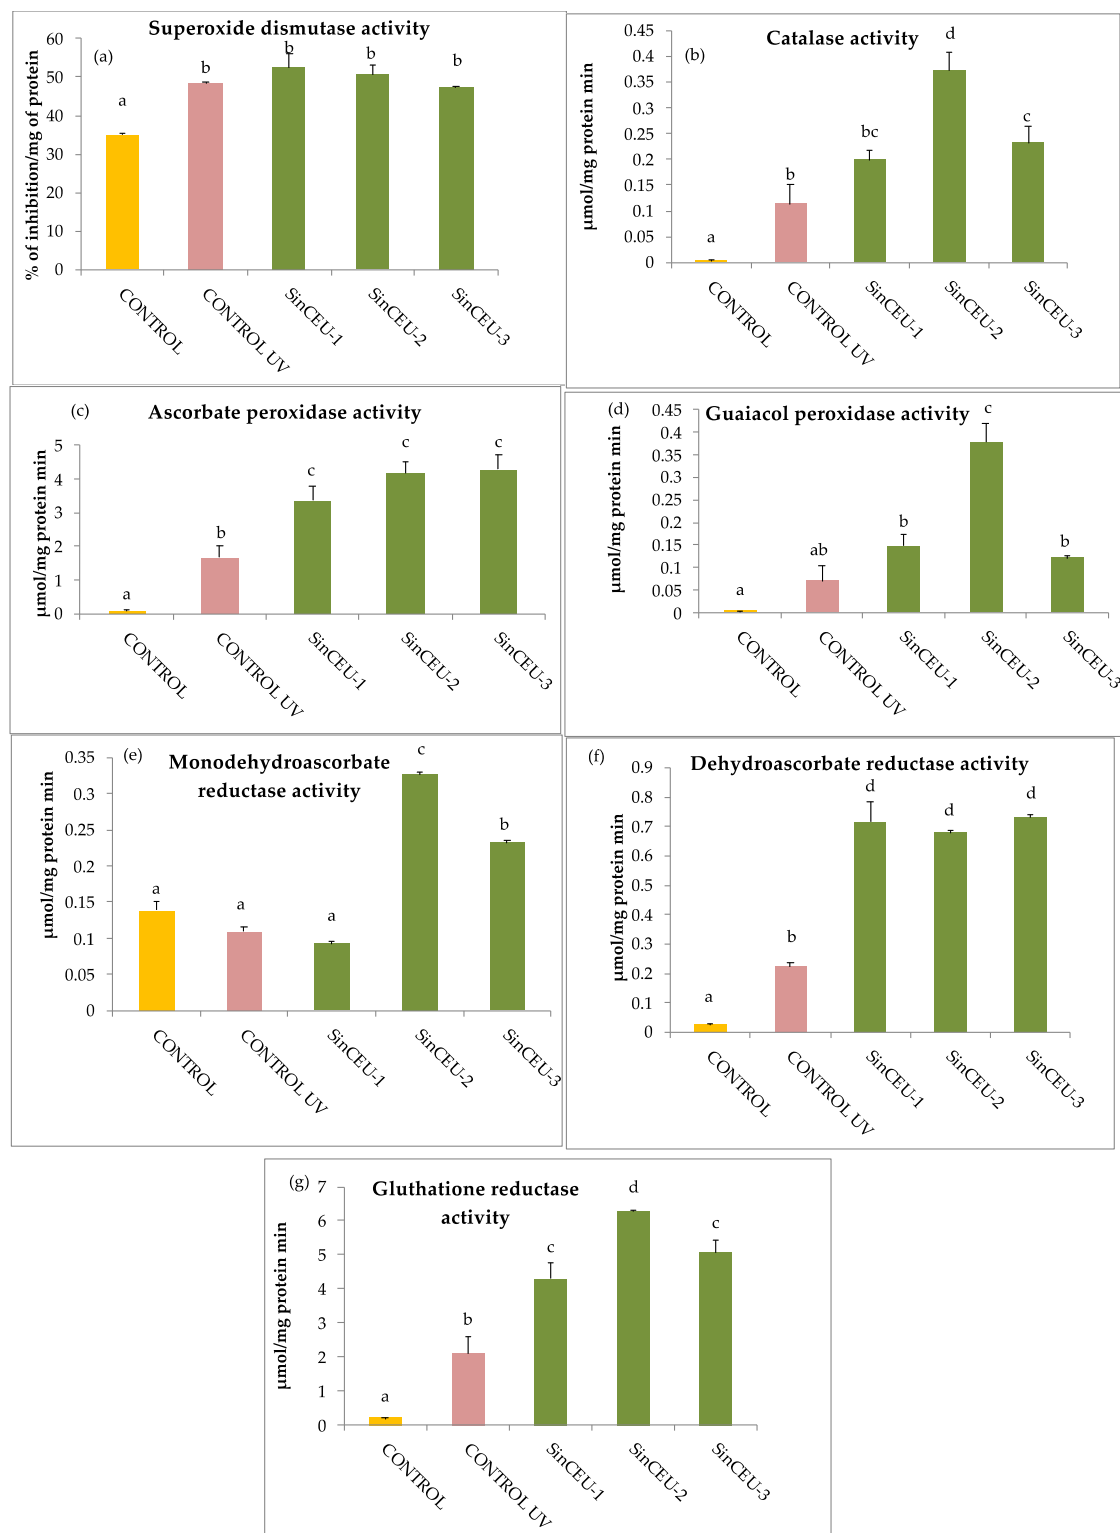 Superoxide dismutase activity
(a)
% of inhibition/mg of protein
60
50
40
30
20
10
0
a
b
b
b
b
CONTROL
CONTROL UV
SinCEU-1
SinCEU-2
SinCEU-3
Catalase activity
(b)
µmol/mg protein min
0.45
0.4
0.35
0.3
0.25
0.2
0.15
0.1
0.05
0
a
b
bc
d
c
CONTROL
CONTROL UV
SinCEU-1
SinCEU-2
SinCEU-3
(c)
Ascorbate peroxidase activity
µmol/mg protein min
5
4
3
2
1
0
a
b
c
c
c
CONTROL
CONTROL UV
SinCEU-1
SinCEU-2
SinCEU-3
(d)
Guaiacol peroxidase activity
µmol/mg protein min
0.45
0.4
0.35
0.3
0.25
0.2
0.15
0.1
0.05
0
a
ab
b
c
b
CONTROL
CONTROL UV
SinCEU-1
SinCEU-2
SinCEU-3
(e)
Monodehydroascorbate
reductase activity
µmol/mg protein min
0.35
0.3
0.25
0.2
0.15
0.1
0.05
0
a
a
a
c
b
CONTROL
CONTROL UV
SinCEU-1
SinCEU-2
SinCEU-3
(f)
Dehydroascorbate reductase activity
µmol/mg protein min
0.9
0.8
0.7
0.6
0.5
0.4
0.3
0.2
0.1
0
a
b
d
d
d
CONTROL
CONTROL UV
SinCEU-1
SinCEU-2
SinCEU-3
(g)
Gluthatione reductase
activity
µmol/mg protein min
7
6
5
4
3
2
1
0
a
b
c
d
c
CONTROL
CONTROL UV
SinCEU-1
SinCEU-2
SinCEU-3